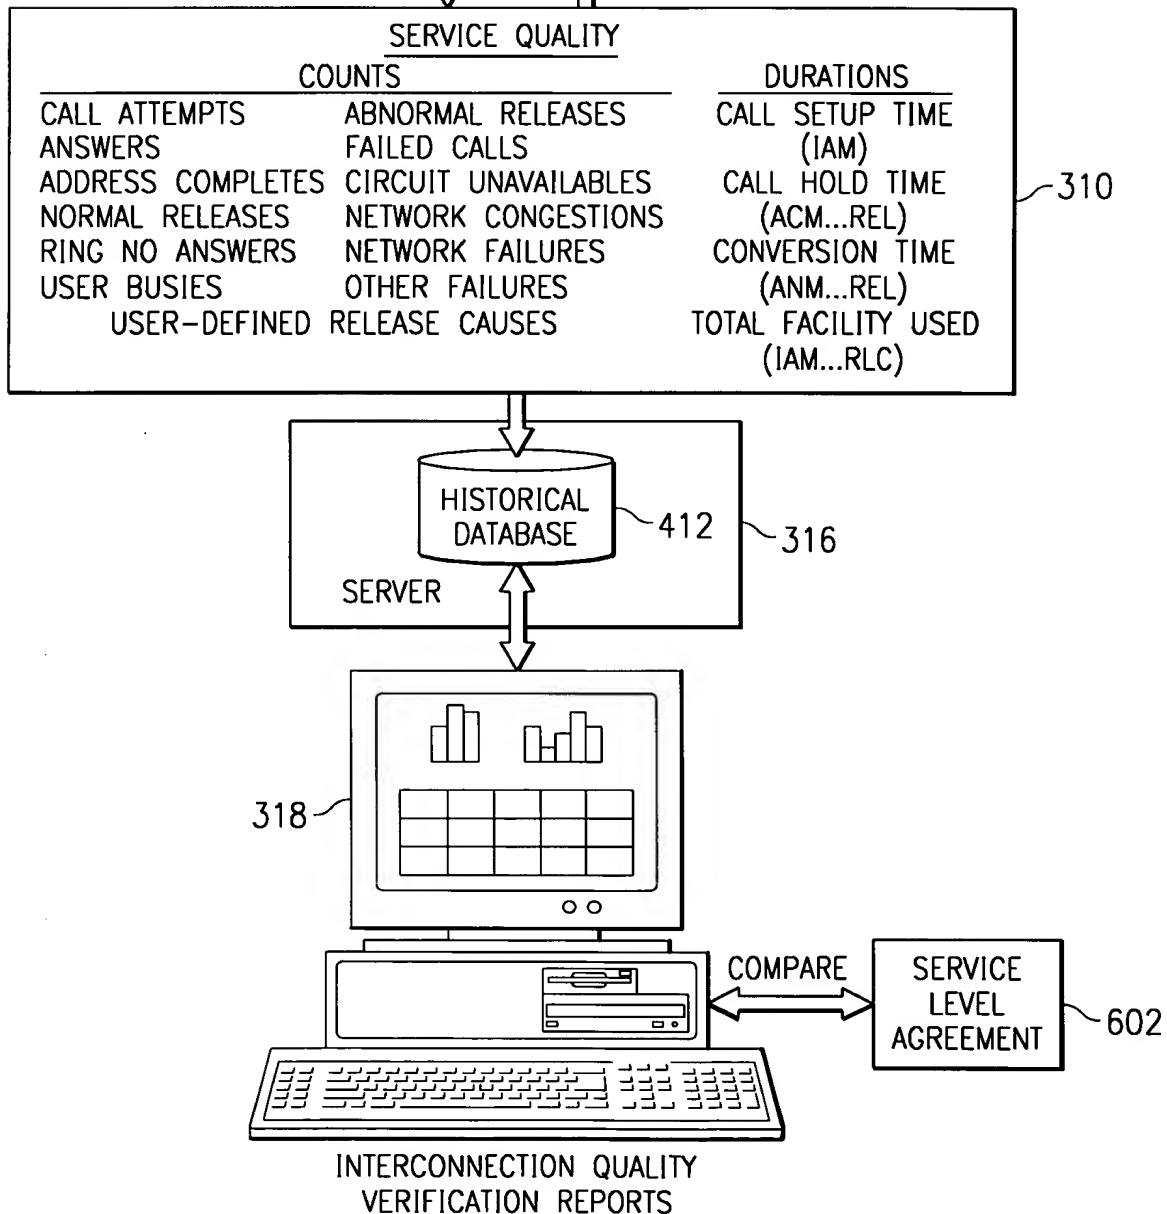 SERVICE QUALITY
COUNTS
DURATIONS
CALL ATTEMPTS
ABNORMAL RELEASES
CALL SETUP TIME
ANSWERS
FAILED CALLS
(IAM)
ADDRESS COMPLETES
CIRCUIT UNAVAILABLES
CALL HOLD TIME
NORMAL RELEASES
NETWORK CONGESTIONS
(ACM...REL)
RING NO ANSWERS
NETWORK FAILURES
CONVERSION TIME
USER BUSIES
OTHER FAILURES
(ANM...REL)
USER-DEFINED RELEASE CAUSES
TOTAL FACILITY USED
(IAM...RLC)
310
HISTORICAL
DATABASE
412
316
SERVER
318
COMPARE
SERVICE
LEVEL
AGREEMENT
602
INTERCONNECTION QUALITY
VERIFICATION REPORTS